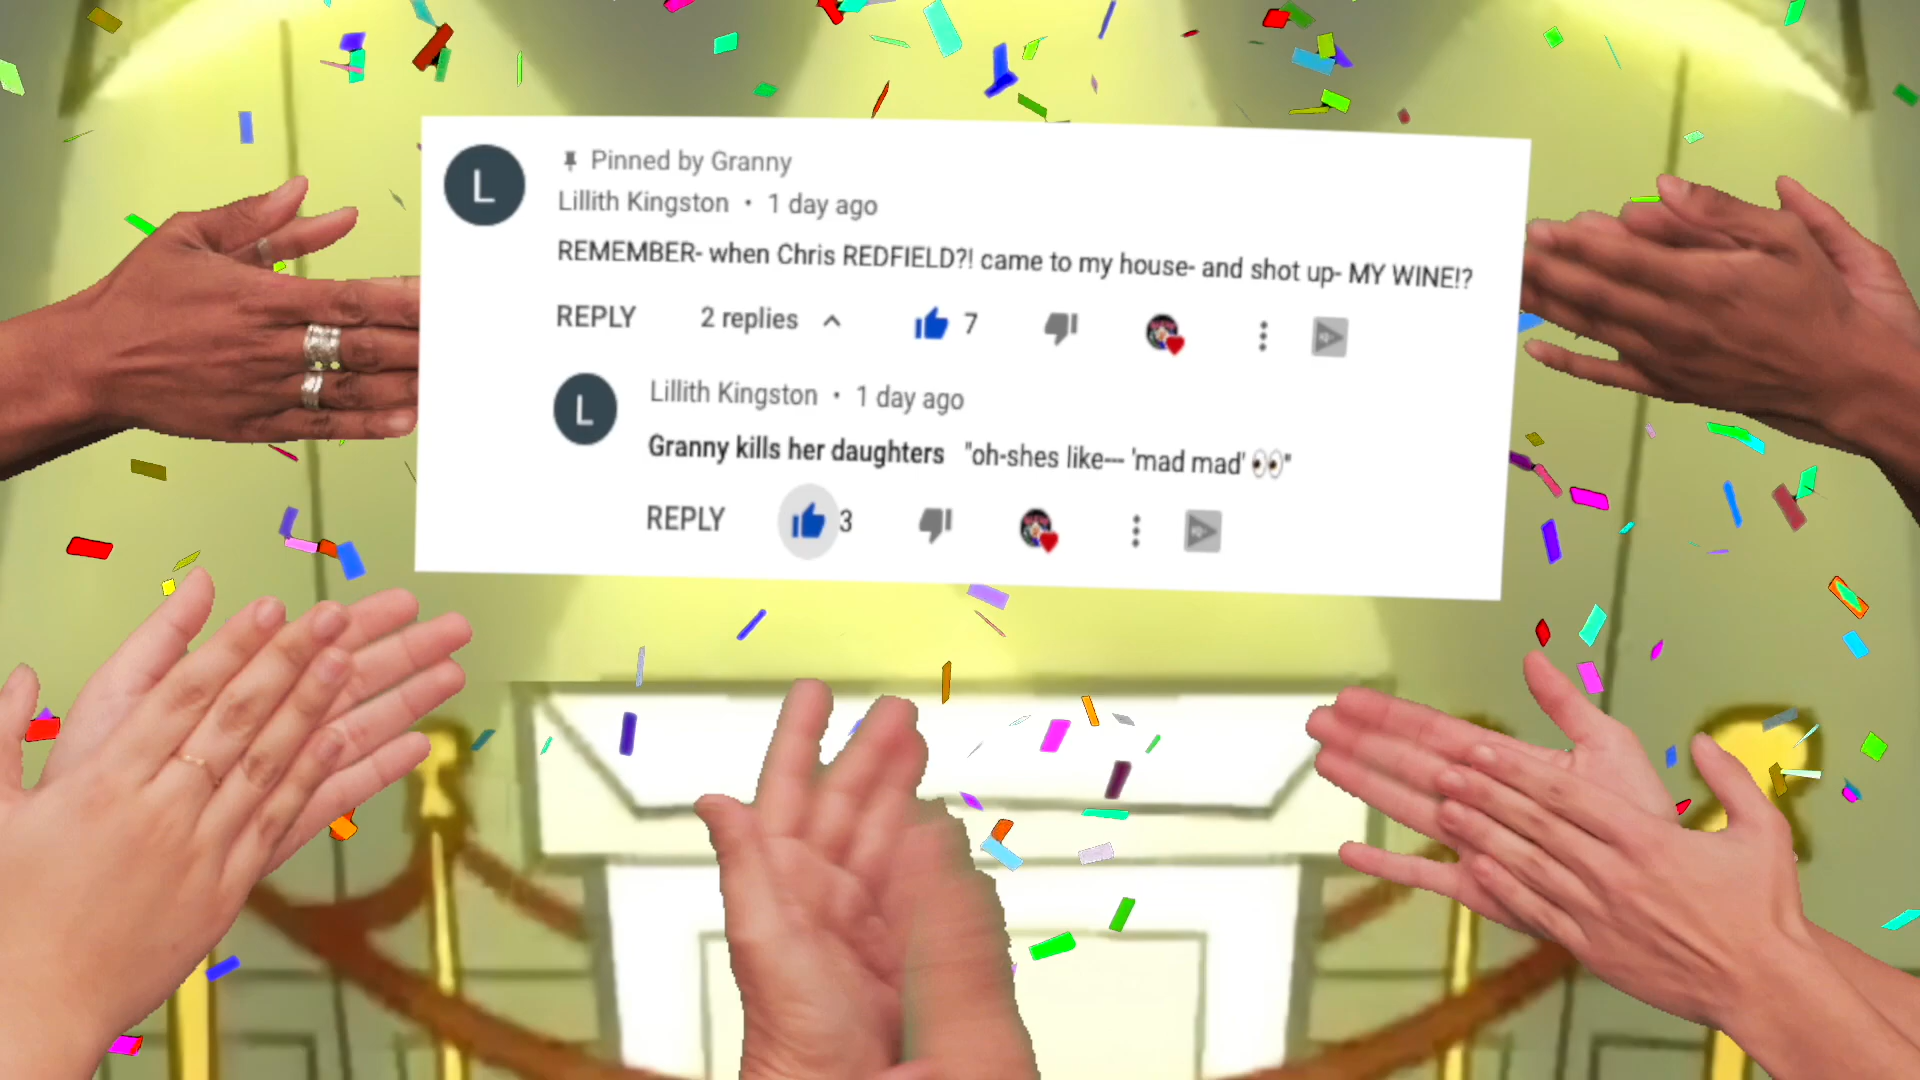 L
Pinned by Granny
Lillith Kingston • 1 day ago
REMEMBER- when Chris REDFIELD?! came to my house- and shot up- MY WINE!?
REPLY 2 replies 7
L
Lillith Kingston • 1 day ago
Granny kills her daughters "oh-shes like--- 'mad mad' 👀"
REPLY 3